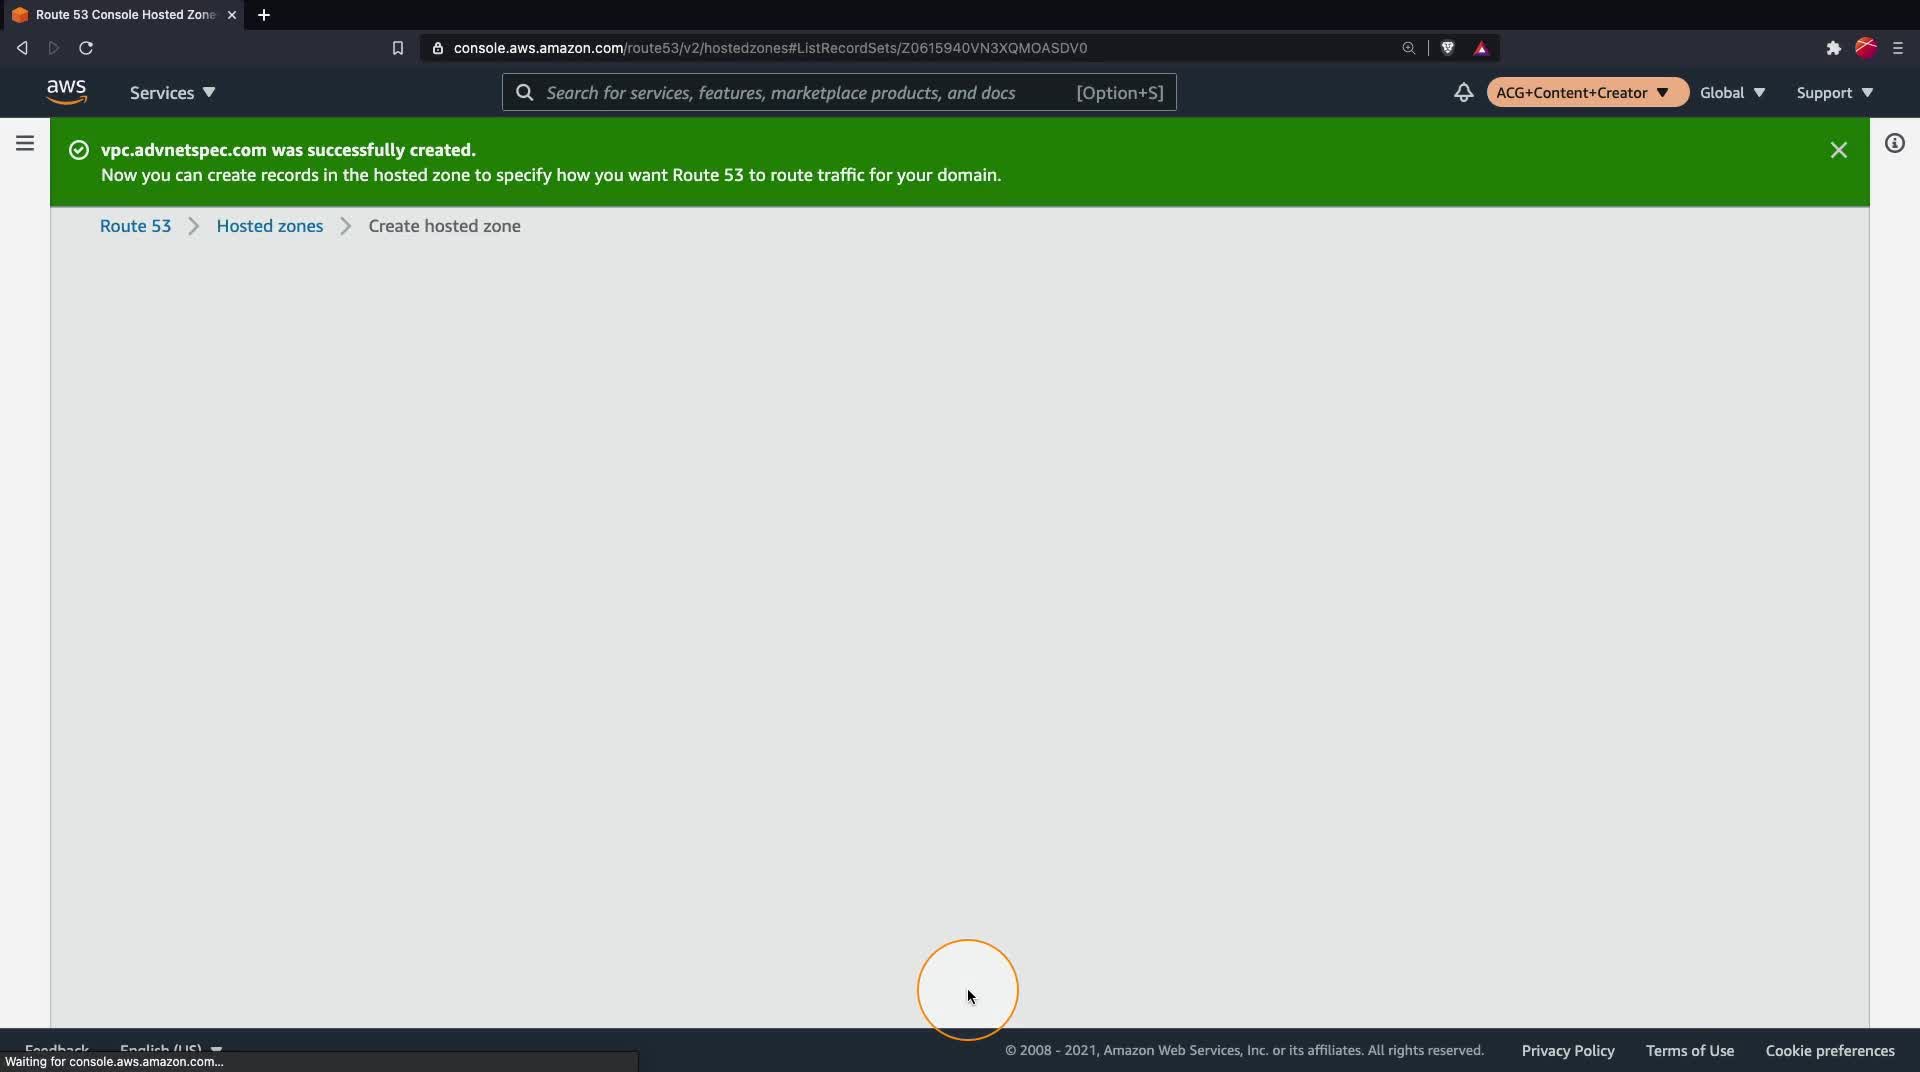 Route 53 Console Hosted Zone
console.aws.amazon.com/route53/v2/hostedzones#ListRecordSets/Z0615940VN3XQMOASDV0
aws
Services
Search for services, features, marketplace products, and docs [Option+S]
ACG+Content+Creator
Global
Support
vpc.advnetspec.com was successfully created.
Now you can create records in the hosted zone to specify how you want Route 53 to route traffic for your domain.
Route 53 > Hosted zones > Create hosted zone
Feedback English (US)
© 2008 - 2021, Amazon Web Services, Inc. or its affiliates. All rights reserved. Privacy Policy Terms of Use Cookie preferences
Waiting for console.aws.amazon.com...